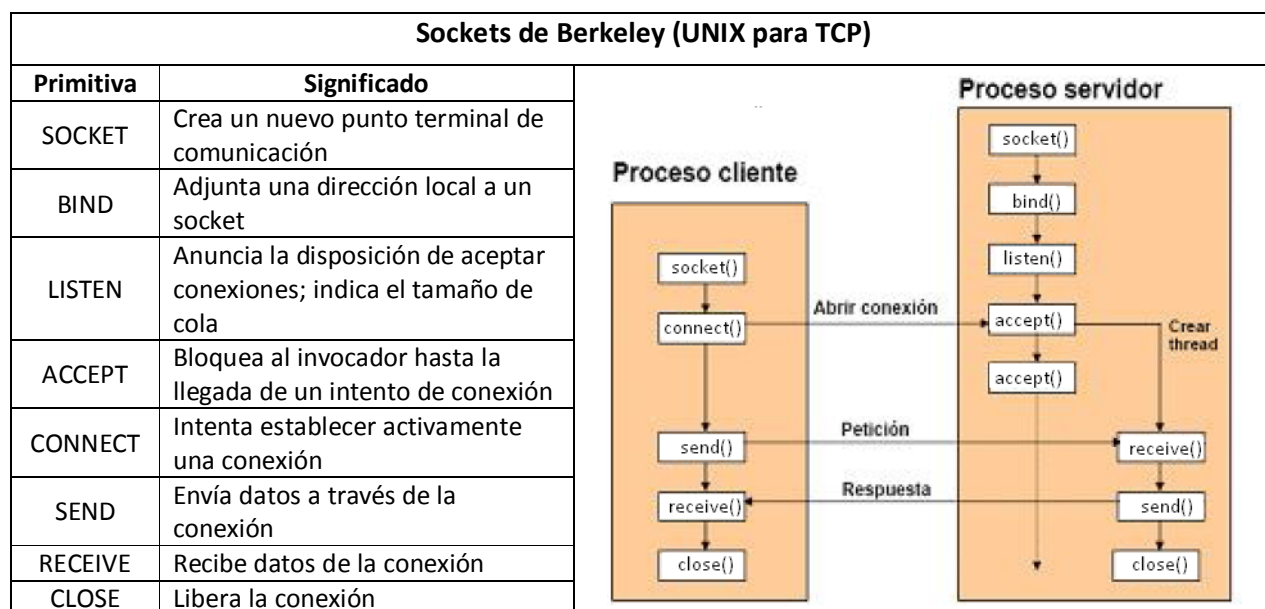 Sockets de Berkeley (UNIX para TCP)
Primitiva
Significado
SOCKET
Crea un nuevo punto terminal de
comunicación
BIND
Adjunta una dirección local a un
socket
LISTEN
Anuncia la disposición de aceptar
conexiones; indica el tamaño de
cola
ACCEPT
Bloquea al invocador hasta la
llegada de un intento de conexión
CONNECT
Intenta establecer activamente
una conexión
SEND
Envía datos a través de la
conexión
RECEIVE
Recibe datos de la conexión
CLOSE
Libera la conexión
Proceso cliente
socket()
connect()
send()
receive()
close()
Abrir conexión
Petición
Respuesta
Proceso servidor
socket()
bind()
listen()
accept()
accept()
Crear
thread
receive()
send()
close()